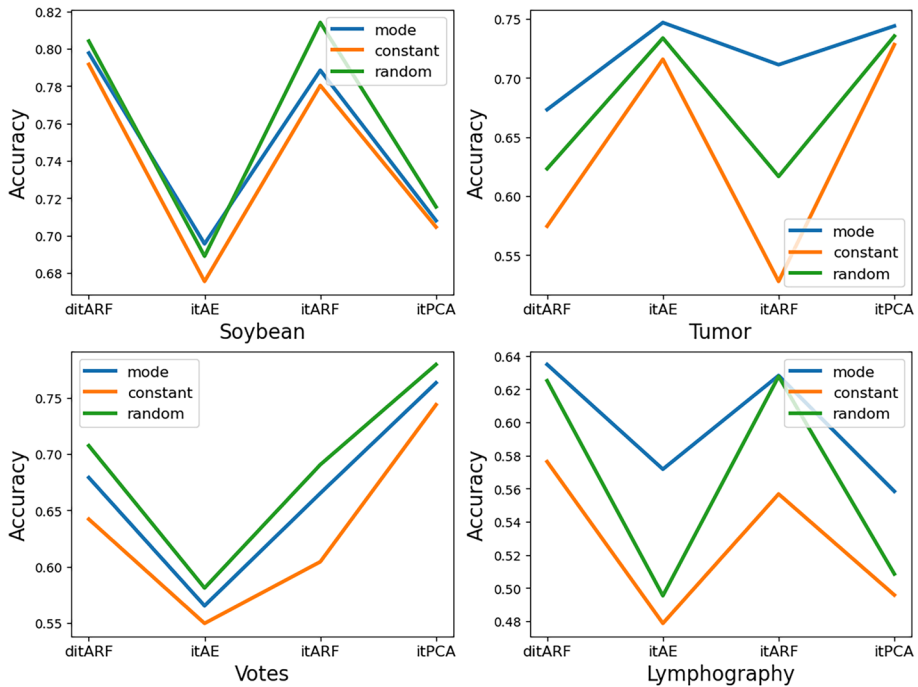 0.82
0.80
0.78
0.76
0.74
0.72
0.70
0.68
Accuracy
mode
constant
random
ditARF itAE itARF itPCA
Soybean
0.75
0.70
0.65
0.60
0.55
Accuracy
mode
constant
random
ditARF itAE itARF itPCA
Tumor
0.75
0.70
0.65
0.60
0.55
Accuracy
mode
constant
random
ditARF itAE itARF itPCA
Votes
0.64
0.62
0.60
0.58
0.56
0.54
0.52
0.50
0.48
Accuracy
mode
constant
random
ditARF itAE itARF itPCA
Lymphography